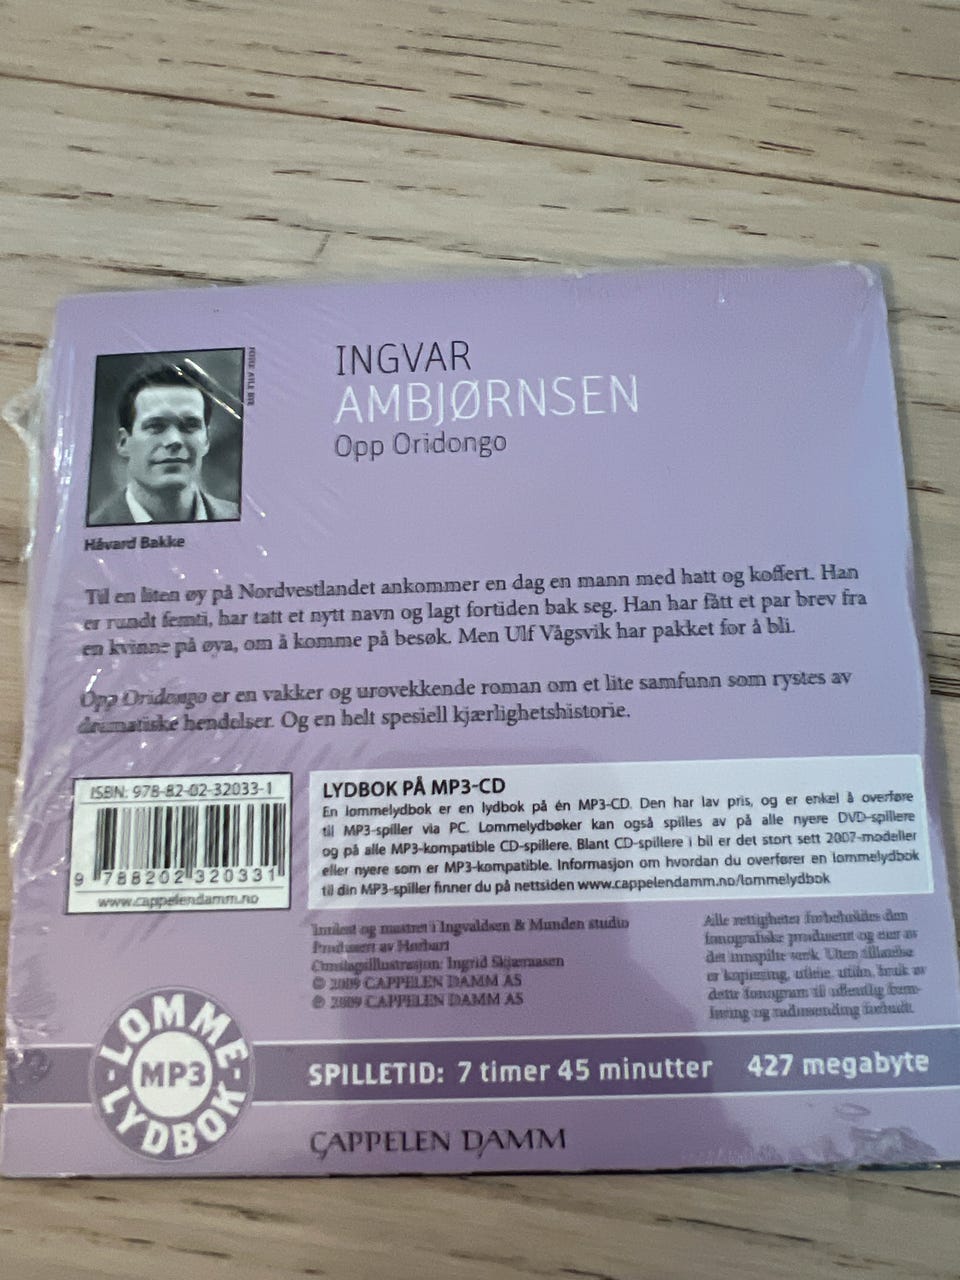 INGVAR
AMBJØRNSEN
Opp Oridongo
FOTO: ATLE BYE
Håvard Bakke
Til en liten øy på Nordvestlandet ankommer en dag en mann med hatt og koffert. Han
er rundt femti, har tatt et nytt navn og lagt fortiden bak seg. Han har fått et par brev fra
en kvinne på øya, om å komme på besøk. Men Ulf Vågsvik har pakket for å bli.
Opp Oridongo er en vakker og urovekkende roman om et lite samfunn som rystes av
dramatiske hendelser. Og en helt spesiell kjærlighetshistorie.
ISBN: 978-82-02-32033-1
9 788202 320331
www.cappelendamm.no
LYDBOK PÅ MP3-CD
En lommelydbok er en lydbok på én MP3-CD. Den har lav pris, og er enkel å overføre
til MP3-spiller via PC. Lommelydbøker kan også spilles av på alle nyere DVD-spillere
og på alle MP3-kompatible CD-spillere. Blant CD-spillere i bil er det stort sett 2007-modeller
eller nyere som er MP3-kompatible. Informasjon om hvordan du overfører en lommelydbok
til din MP3-spiller finner du på nettsiden www.cappelendamm.no/lommelydbok
Innlest og mastret i Ingvaldsen & Munden studio
Produsert av Herbart
Omslagsillustrasjon: Ingrid Skjæraasen
© 2009 CAPPELEN DAMM AS
℗ 2009 CAPPELEN DAMM AS
Alle rettigheter forbeholdes den
fonografiske produsent og eier av
det innspilte verk. Uten tillatelse
er kopiering, utleie, utlån, bruk av
dette fonogram til offentlig frem-
føring og radiosending forbudt.
LOMME-
MP3
LYDBOK
SPILLETID: 7 timer 45 minutter 427 megabyte
CAPPELEN DAMM